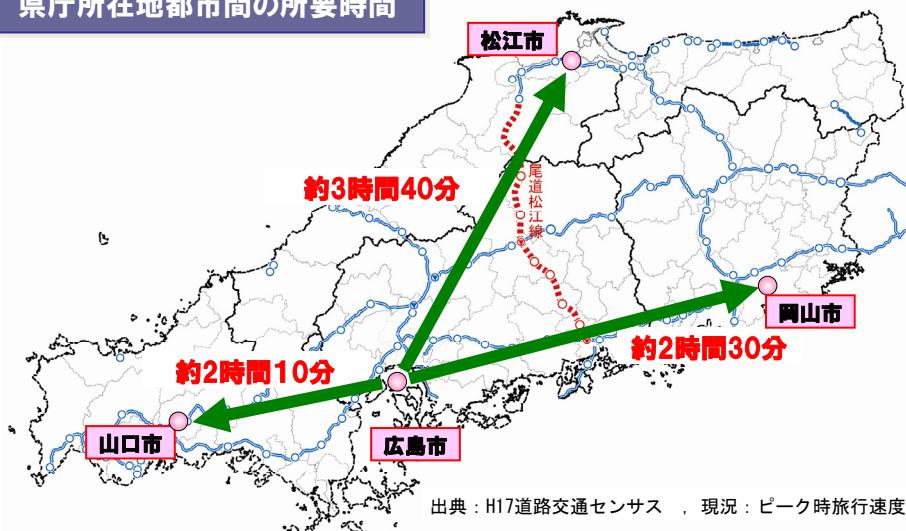 県庁所在地都市間の所要時間
松江市
約3時間40分
尾道松江線
岡山市
約2時間30分
約2時間10分
山口市
広島市
出典：H17道路交通センサス ，現況：ピーク時旅行速度